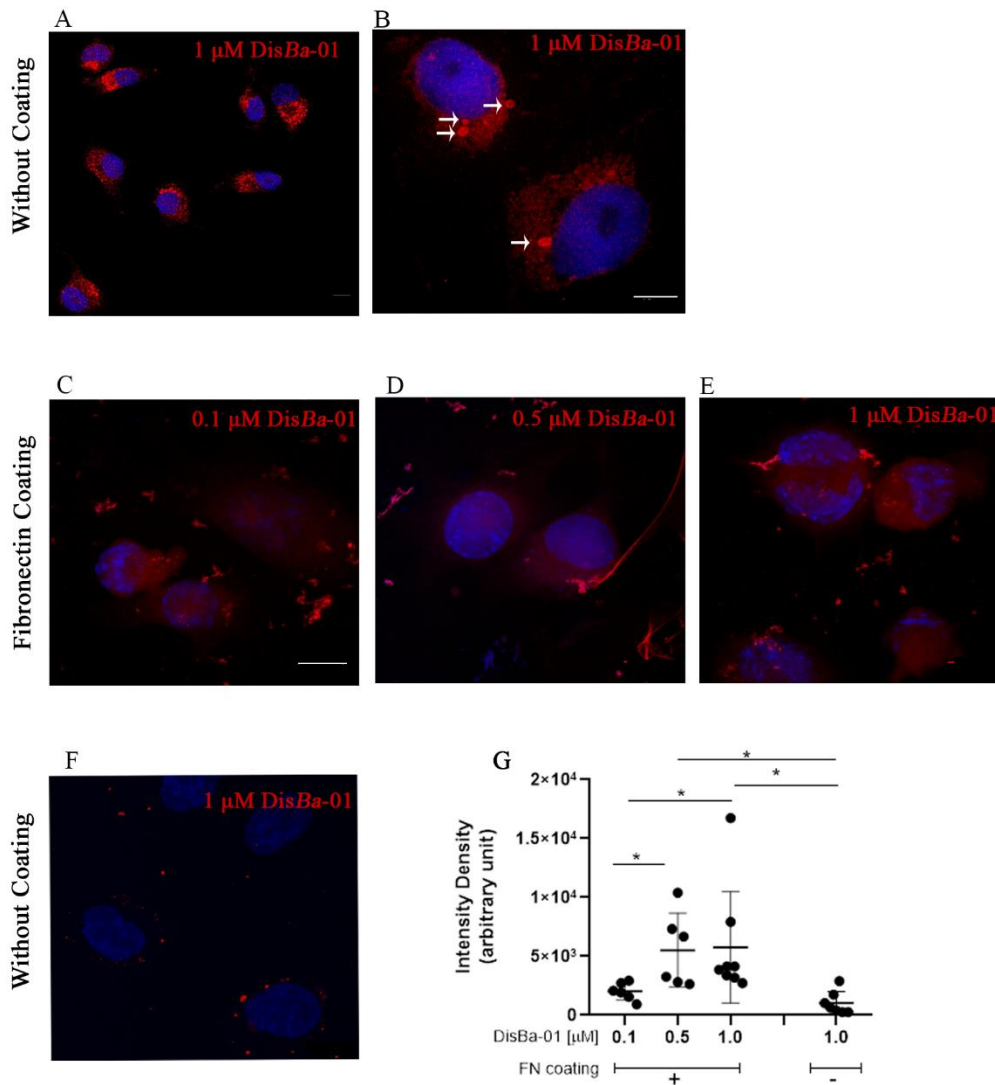 A
B
1 μM DisBa-01
1 μM DisBa-01
Without Coating
C
D
E
0.1 μM DisBa-01
0.5 μM DisBa-01
1 μM DisBa-01
Fibronectin Coating
F
G
1 μM DisBa-01
Without Coating
*
*
*
*
2×10⁴
1.5×10⁴
1×10⁴
5×10³
0
Intensity Density
(arbitrary unit)
DisBa-01 [μM] 0.1 0.5 1.0 1.0
FN coating + -